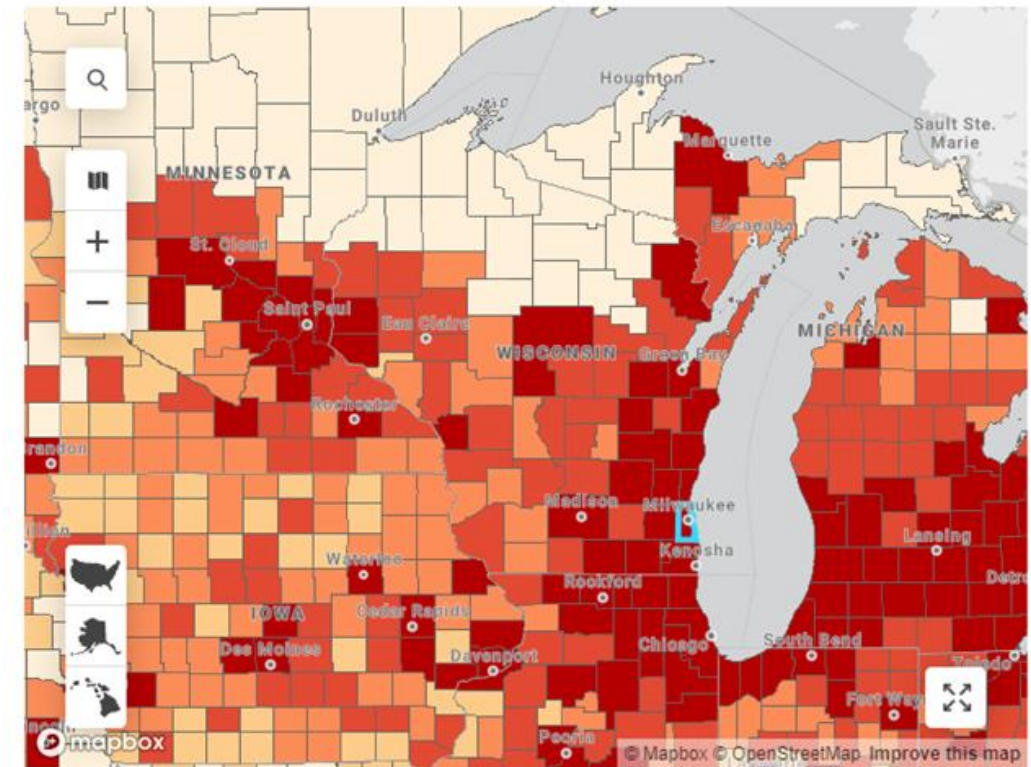 Houghton
argo
Duluth
Sault Ste.
Marie
Marquette
MINNESOTA
Escanaba
St. Cloud
Saint Paul
Eau Claire
MICHIGAN
WISCONSIN
Green Bay
Rochester
randon
Madison
Milwaukee
Lansing
Kenosha
Waterloo
Rockford
Detro
IOWA
Cedar Rapids
Des Moines
Chicago
South Bend
Davenport
Toledo
Fort Way
Peoria
mapbox
© Mapbox © OpenStreetMap Improve this map